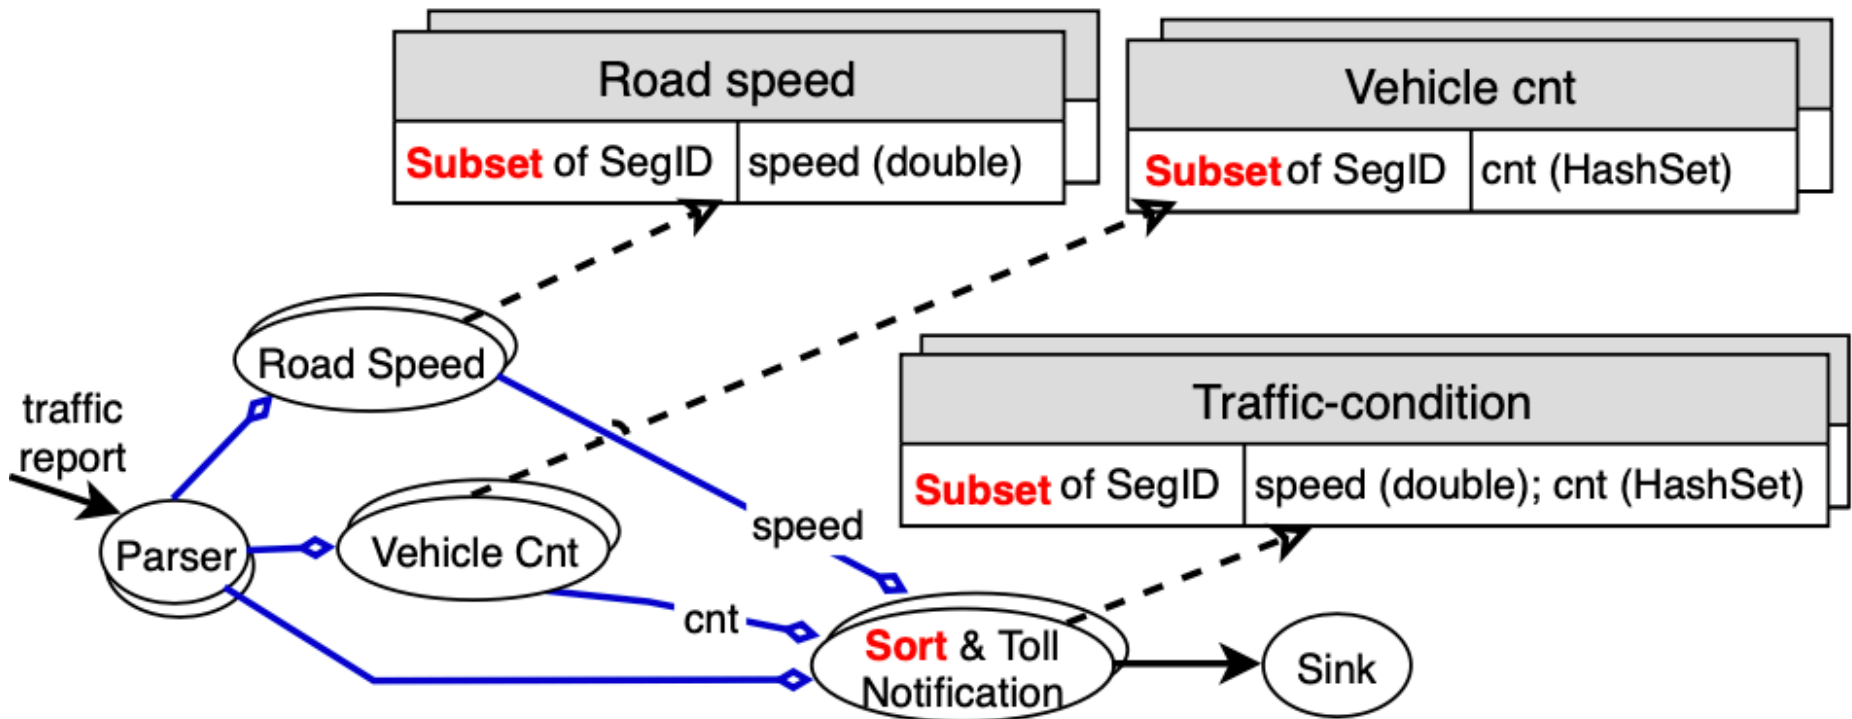 Road speed
Subset of SegID
speed (double)
Vehicle cnt
Subset of SegID
cnt (HashSet)
Road Speed
traffic
report
Parser
Vehicle Cnt
speed
cnt
Traffic-condition
Subset of SegID
speed (double); cnt (HashSet)
Sort & Toll
Notification
Sink